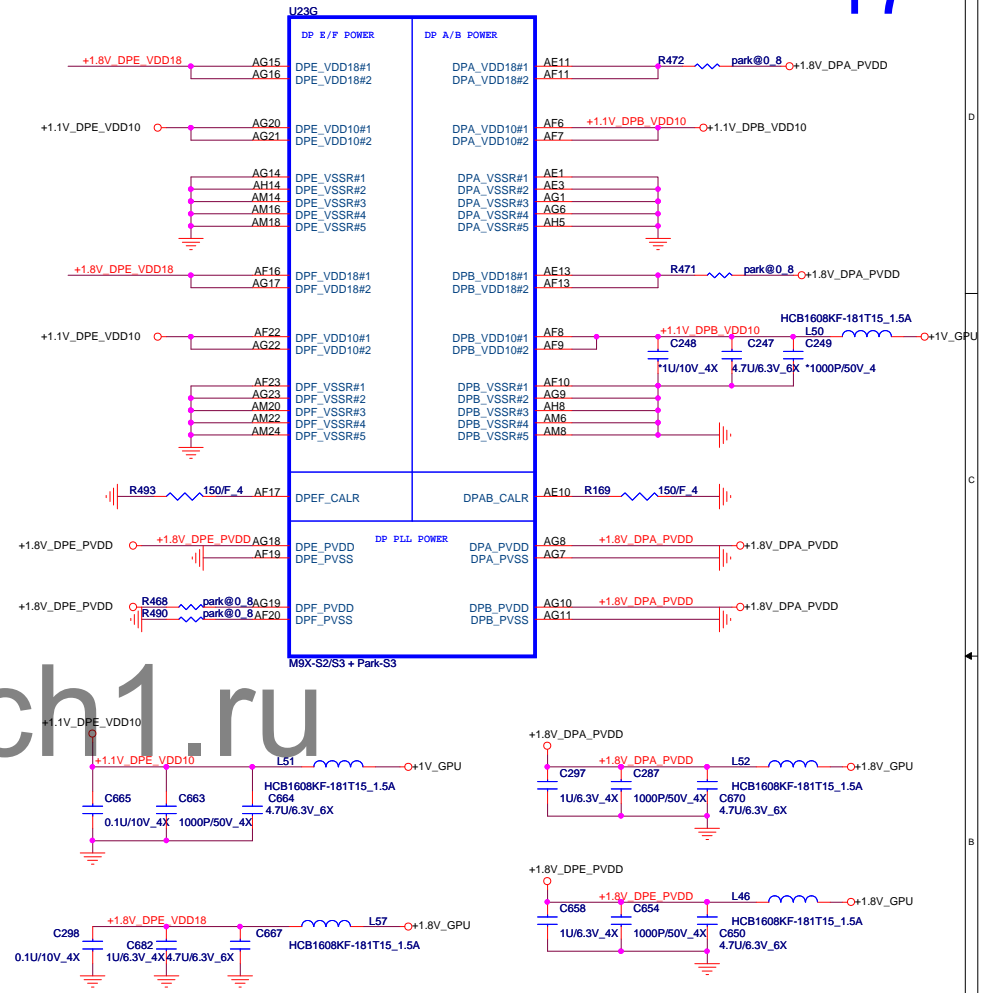 17
U23G
DP E/F POWER
DP A/B POWER
+1.8V_DPE_VDD18
AG15
AG16
DPE_VDD18#1
DPE_VDD18#2
DPA_VDD18#1
DPA_VDD18#2
AE11
AF11
R472
park@0_8
+1.8V_DPA_PVDD
+1.1V_DPE_VDD10
AG20
AG21
DPE_VDD10#1
DPE_VDD10#2
DPA_VDD10#1
DPA_VDD10#2
AF6
AF7
+1.1V_DPB_VDD10
+1.1V_DPB_VDD10
D
AG14
AH14
AM14
AM16
AM18
DPE_VSSR#1
DPE_VSSR#2
DPE_VSSR#3
DPE_VSSR#4
DPE_VSSR#5
DPA_VSSR#1
DPA_VSSR#2
DPA_VSSR#3
DPA_VSSR#4
DPA_VSSR#5
AE1
AE3
AG1
AG6
AH5
+1.8V_DPE_VDD18
AF16
AG17
DPF_VDD18#1
DPF_VDD18#2
DPB_VDD18#1
DPB_VDD18#2
AE13
AF13
R471
park@0_8
+1.8V_DPA_PVDD
+1.1V_DPE_VDD10
AF22
AG22
DPF_VDD10#1
DPF_VDD10#2
DPB_VDD10#1
DPB_VDD10#2
AF8
AF9
+1.1V_DPB_VDD10
HCB1608KF-181T15_1.5A
L50
+1V_GPU
C248
C247
C249
*1U/10V_4X
4.7U/6.3V_6X
*1000P/50V_4
AF23
AG23
AM20
AM22
AM24
DPF_VSSR#1
DPF_VSSR#2
DPF_VSSR#3
DPF_VSSR#4
DPF_VSSR#5
DPB_VSSR#1
DPB_VSSR#2
DPB_VSSR#3
DPB_VSSR#4
DPB_VSSR#5
AF10
AG9
AH8
AM6
AM8
R493
150/F_4
AF17
DPEF_CALR
DPAB_CALR
AE10
R169
150/F_4
C
DP PLL POWER
+1.8V_DPE_PVDD
+1.8V_DPE_PVDD
AG18
AF19
DPE_PVDD
DPE_PVSS
DPA_PVDD
DPA_PVSS
AG8
AG7
+1.8V_DPA_PVDD
+1.8V_DPA_PVDD
+1.8V_DPE_PVDD
R468
R490
park@0_8
park@0_8
AG19
AF20
DPF_PVDD
DPF_PVSS
DPB_PVDD
DPB_PVSS
AG10
AG11
+1.8V_DPA_PVDD
+1.8V_DPA_PVDD
M9X-S2/S3 + Park-S3
ch1.ru
+1.1V_DPE_VDD10
+1.1V_DPE_VDD10
L51
+1V_GPU
HCB1608KF-181T15_1.5A
C665
C663
C664
0.1U/10V_4X
1000P/50V_4X
4.7U/6.3V_6X
+1.8V_DPA_PVDD
+1.8V_DPA_PVDD
L52
+1.8V_GPU
HCB1608KF-181T15_1.5A
C297
C287
C670
1U/6.3V_4X
1000P/50V_4X
4.7U/6.3V_6X
B
+1.8V_DPE_VDD18
L57
+1.8V_GPU
HCB1608KF-181T15_1.5A
C298
C682
C667
0.1U/10V_4X
1U/6.3V_4X
4.7U/6.3V_6X
+1.8V_DPE_PVDD
+1.8V_DPE_PVDD
L46
+1.8V_GPU
HCB1608KF-181T15_1.5A
C658
C654
C650
1U/6.3V_4X
1000P/50V_4X
4.7U/6.3V_6X